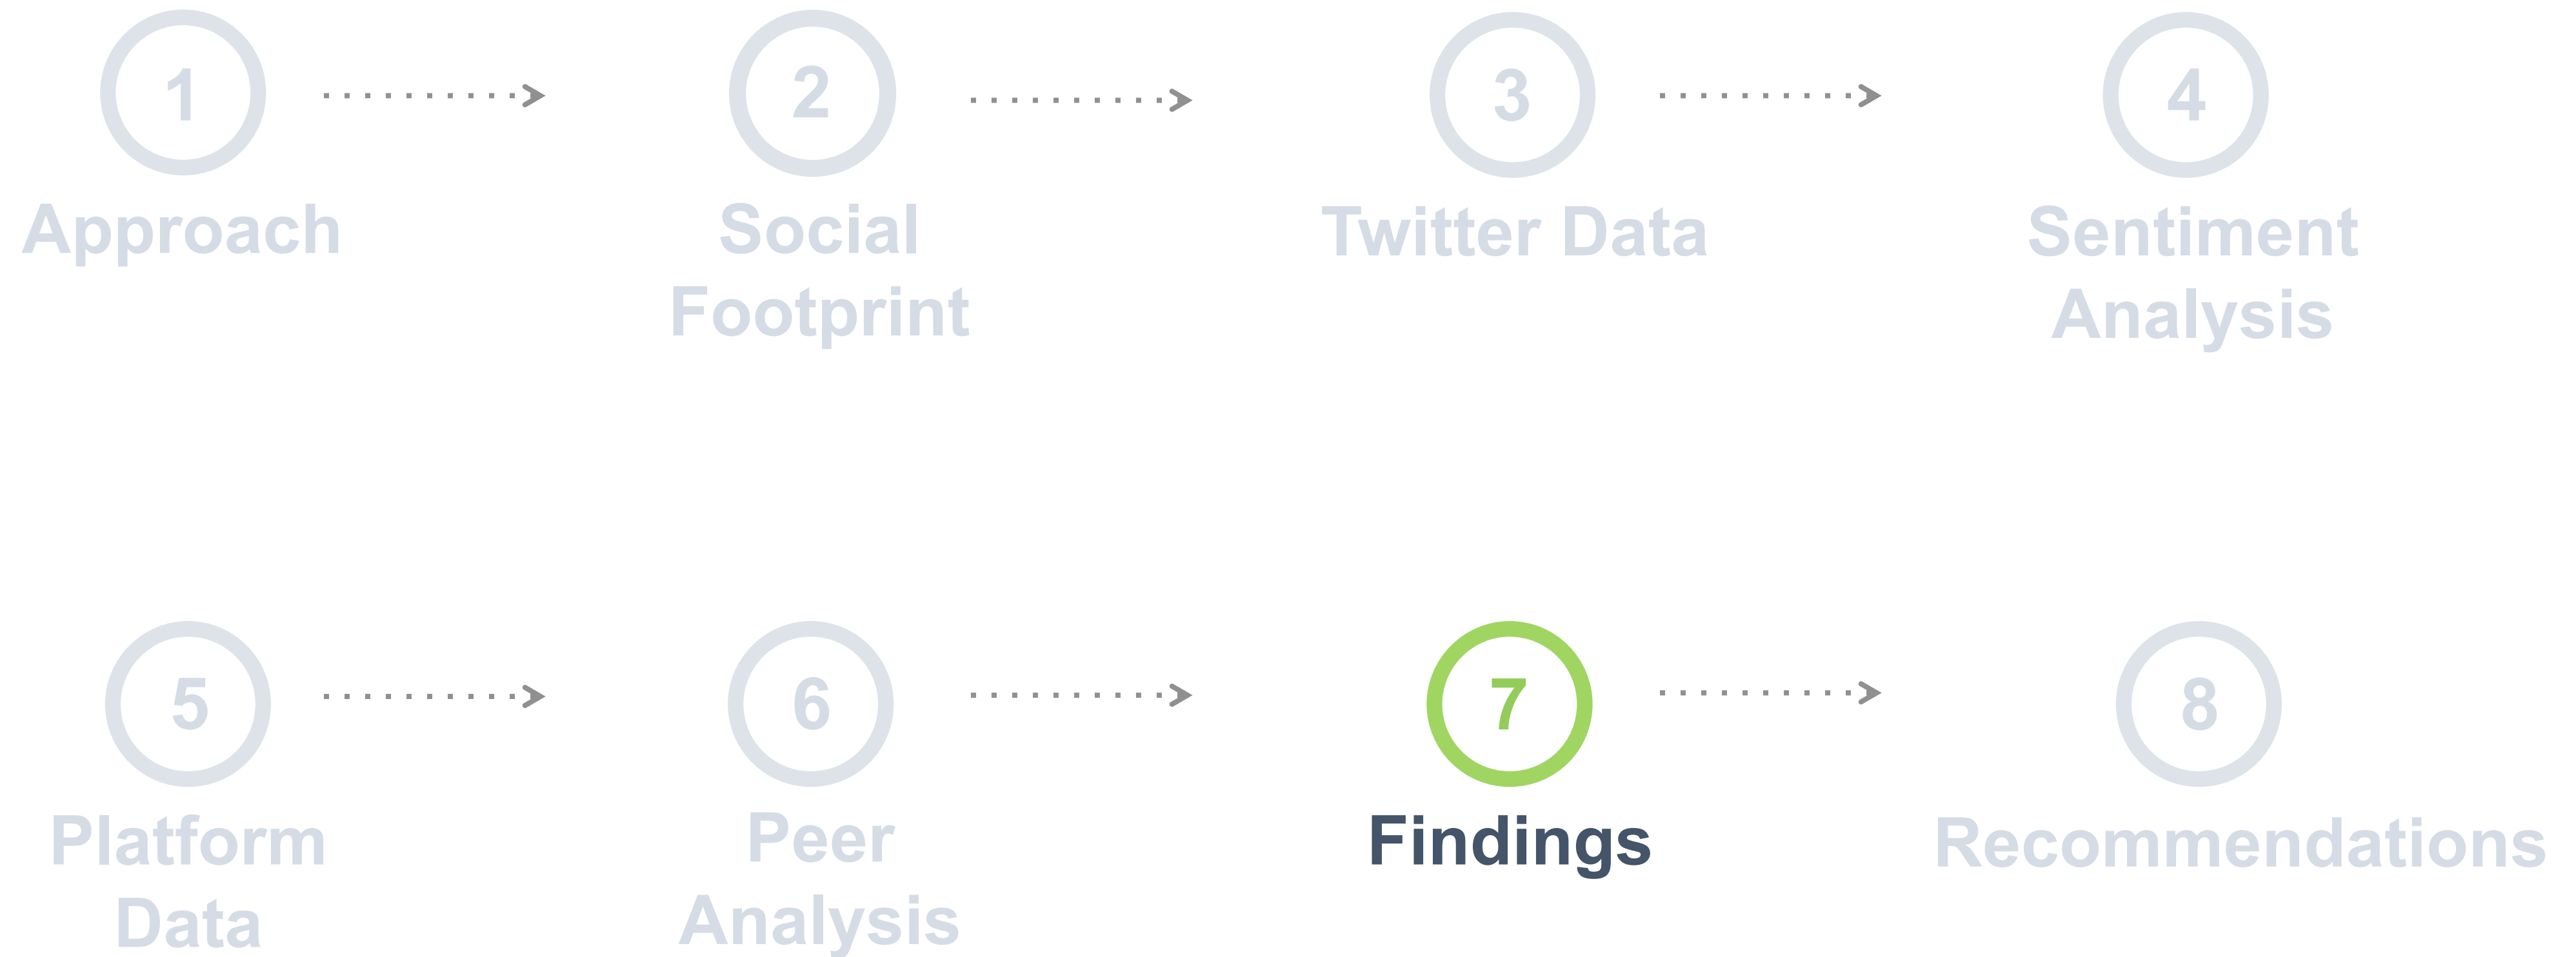 1
2
3
4
Approach
Social
Footprint
Twitter Data
Sentiment
Analysis
5
6
7
8
Platform
Data
Peer
Analysis
Findings
Recommendations